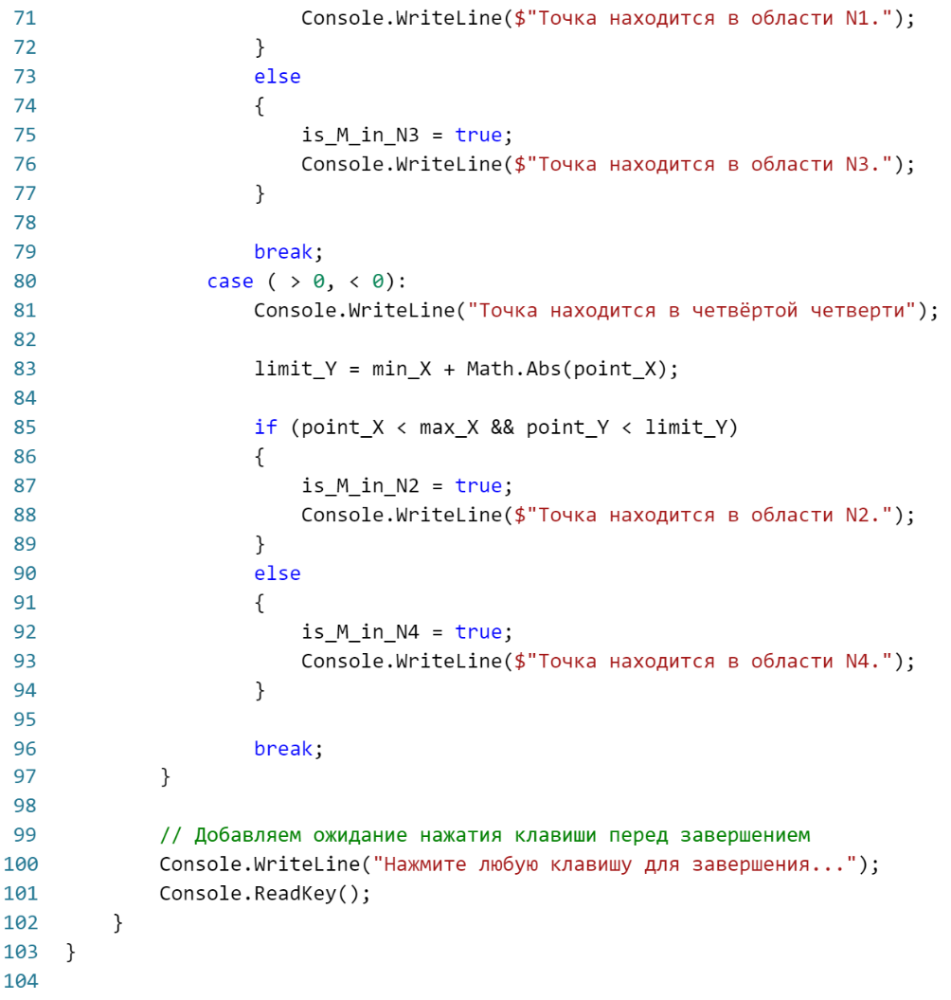 71                      Console.WriteLine($"Точка находится в области N1.");
72                  }
73                  else
74                  {
75                      is_M_in_N3 = true;
76                      Console.WriteLine($"Точка находится в области N3.");
77                  }
78
79                  break;
80              case ( > 0, < 0):
81                  Console.WriteLine("Точка находится в четвёртой четверти");
82
83                  limit_Y = min_X + Math.Abs(point_X);
84
85                  if (point_X < max_X && point_Y < limit_Y)
86                  {
87                      is_M_in_N2 = true;
88                      Console.WriteLine($"Точка находится в области N2.");
89                  }
90                  else
91                  {
92                      is_M_in_N4 = true;
93                      Console.WriteLine($"Точка находится в области N4.");
94                  }
95
96                  break;
97          }
98
99          // Добавляем ожидание нажатия клавиши перед завершением
100         Console.WriteLine("Нажмите любую клавишу для завершения...");
101         Console.ReadKey();
102     }
103 }
104